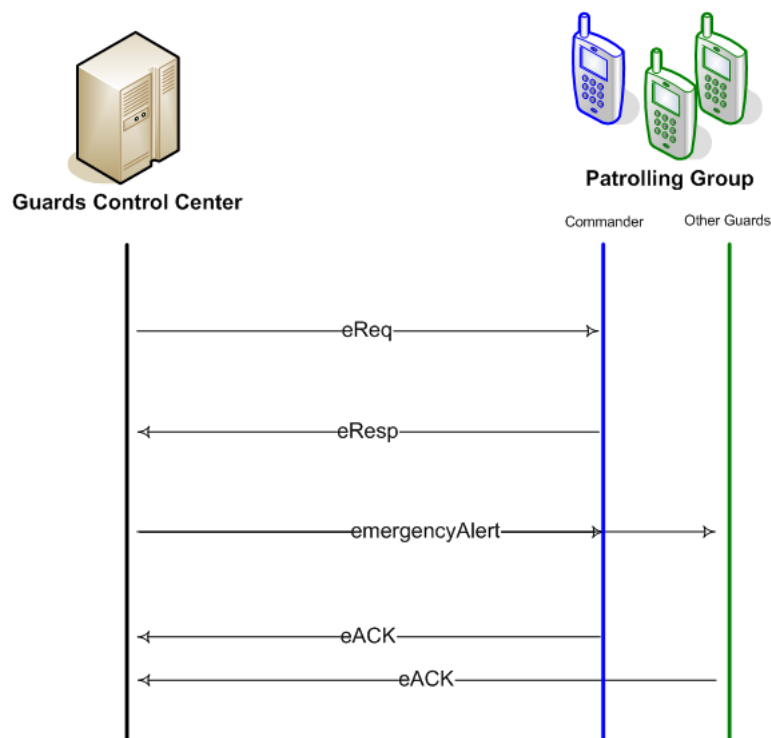 Guards Control Center
Patrolling Group
Commander
Other Guards
eReq
eResp
emergencyAlert
eACK
eACK